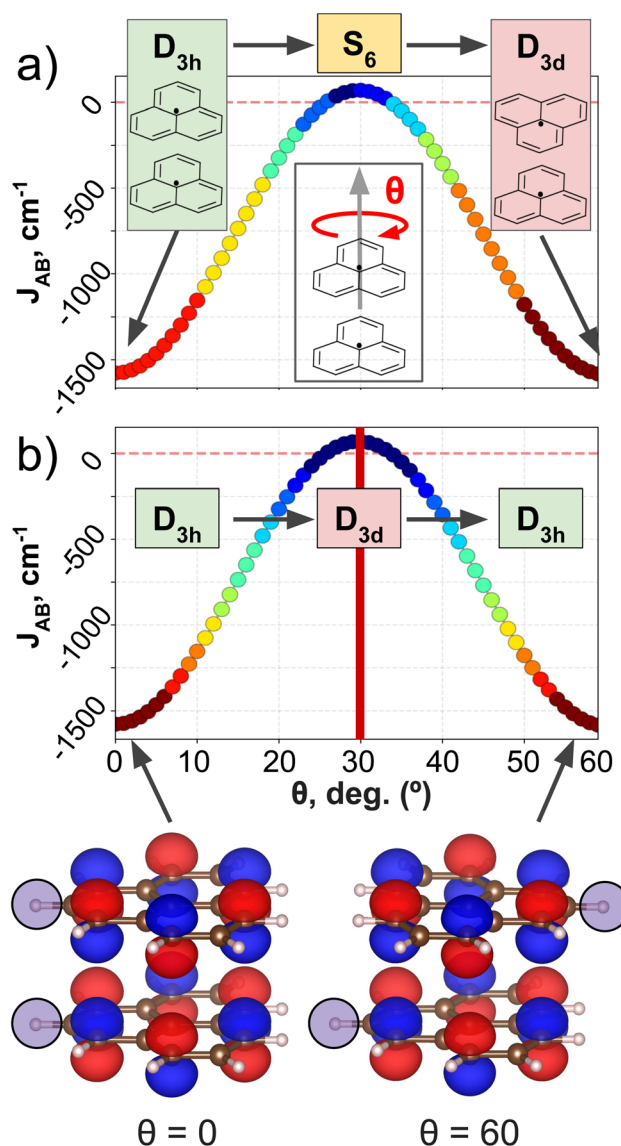 a)
D3h
S6
D3d
θ
JAB, cm-1
0
-500
-1000
-1500
b)
D3h
D3d
D3h
JAB, cm-1
0
-500
-1000
-1500
0
10
20
30
40
50
60
θ, deg. (º)
θ = 0
θ = 60